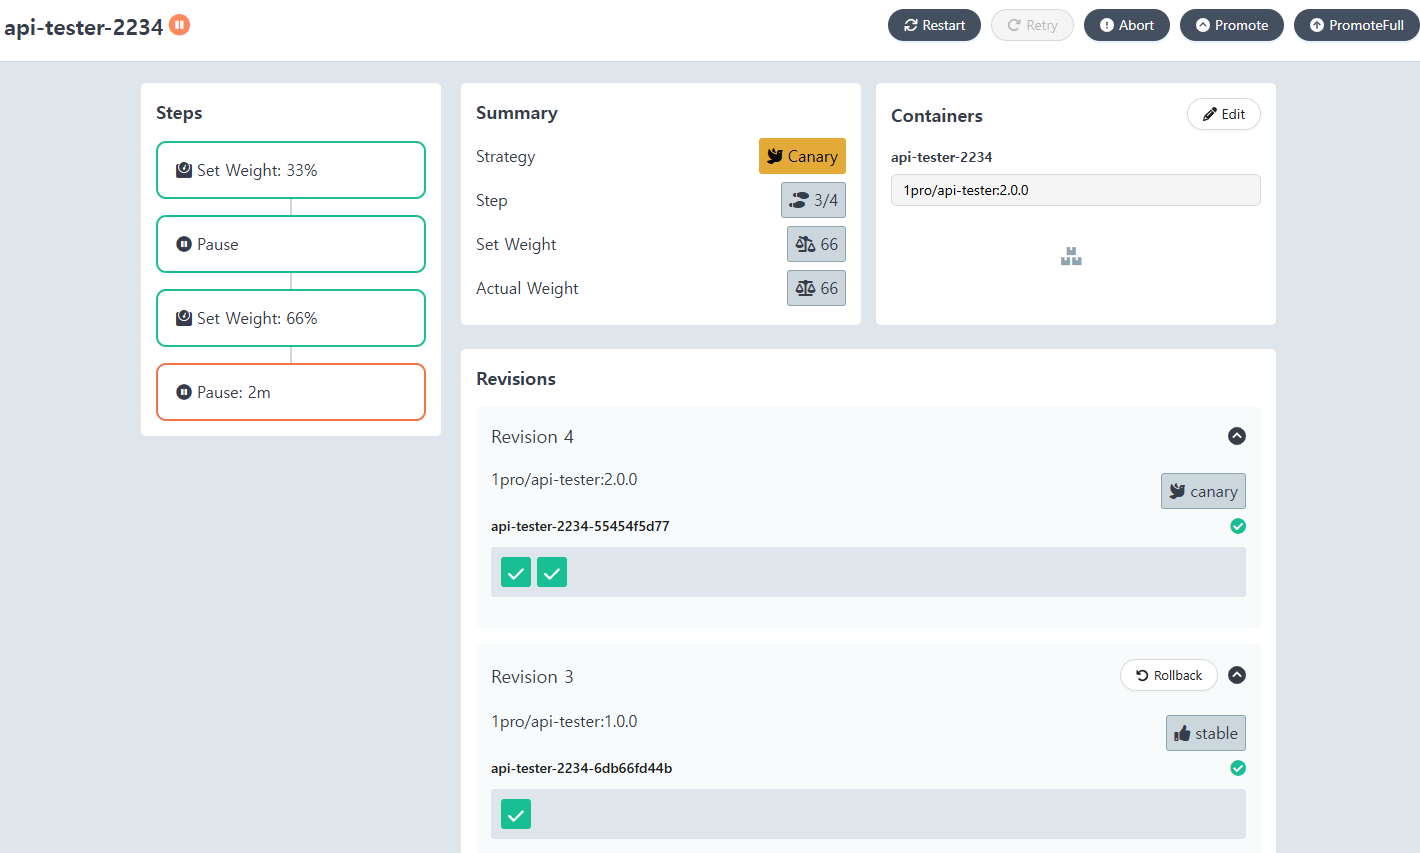 api-tester-2234
Restart
Retry
Abort
Promote
PromoteFull
Steps
Set Weight: 33%
Pause
Set Weight: 66%
Pause: 2m
Summary
Strategy
Canary
Step
3/4
Set Weight
66
Actual Weight
66
Containers
Edit
api-tester-2234
1pro/api-tester:2.0.0
Revisions
Revision 4
1pro/api-tester:2.0.0
canary
api-tester-2234-55454f5d77
Revision 3
Rollback
1pro/api-tester:1.0.0
stable
api-tester-2234-6db66fd44b